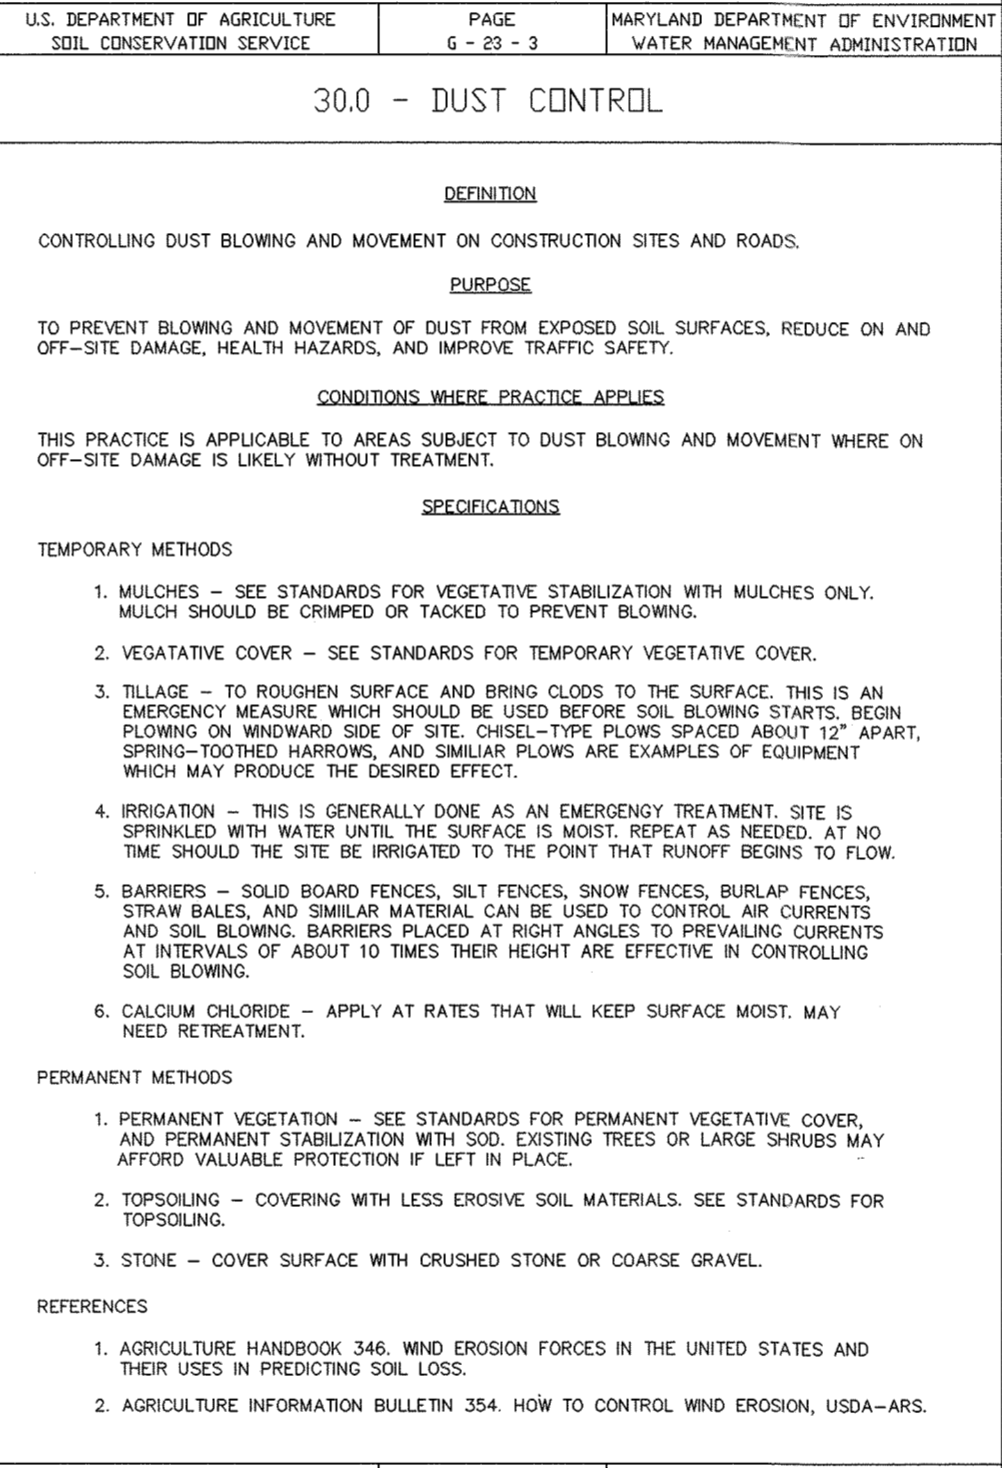 U.S. DEPARTMENT OF AGRICULTURE
SOIL CONSERVATION SERVICE
PAGE
G - 23 - 3
MARYLAND DEPARTMENT OF ENVIRONMENT
WATER MANAGEMENT ADMINISTRATION
30.0 - DUST CONTROL
DEFINITION
CONTROLLING DUST BLOWING AND MOVEMENT ON CONSTRUCTION SITES AND ROADS.
PURPOSE
TO PREVENT BLOWING AND MOVEMENT OF DUST FROM EXPOSED SOIL SURFACES, REDUCE ON AND
OFF-SITE DAMAGE, HEALTH HAZARDS, AND IMPROVE TRAFFIC SAFETY.
CONDITIONS WHERE PRACTICE APPLIES
THIS PRACTICE IS APPLICABLE TO AREAS SUBJECT TO DUST BLOWING AND MOVEMENT WHERE ON
OFF-SITE DAMAGE IS LIKELY WITHOUT TREATMENT.
SPECIFICATIONS
TEMPORARY METHODS
1. MULCHES - SEE STANDARDS FOR VEGETATIVE STABILIZATION WITH MULCHES ONLY.
MULCH SHOULD BE CRIMPED OR TACKED TO PREVENT BLOWING.
2. VEGATATIVE COVER - SEE STANDARDS FOR TEMPORARY VEGETATIVE COVER.
3. TILLAGE - TO ROUGHEN SURFACE AND BRING CLODS TO THE SURFACE. THIS IS AN
EMERGENCY MEASURE WHICH SHOULD BE USED BEFORE SOIL BLOWING STARTS. BEGIN
PLOWING ON WINDWARD SIDE OF SITE. CHISEL-TYPE PLOWS SPACED ABOUT 12" APART,
SPRING-TOOTHED HARROWS, AND SIMILIAR PLOWS ARE EXAMPLES OF EQUIPMENT
WHICH MAY PRODUCE THE DESIRED EFFECT.
4. IRRIGATION - THIS IS GENERALLY DONE AS AN EMERGENGY TREATMENT. SITE IS
SPRINKLED WITH WATER UNTIL THE SURFACE IS MOIST. REPEAT AS NEEDED. AT NO
TIME SHOULD THE SITE BE IRRIGATED TO THE POINT THAT RUNOFF BEGINS TO FLOW.
5. BARRIERS - SOLID BOARD FENCES, SILT FENCES, SNOW FENCES, BURLAP FENCES,
STRAW BALES, AND SIMIILAR MATERIAL CAN BE USED TO CONTROL AIR CURRENTS
AND SOIL BLOWING. BARRIERS PLACED AT RIGHT ANGLES TO PREVAILING CURRENTS
AT INTERVALS OF ABOUT 10 TIMES THEIR HEIGHT ARE EFFECTIVE IN CONTROLLING
SOIL BLOWING.
6. CALCIUM CHLORIDE - APPLY AT RATES THAT WILL KEEP SURFACE MOIST. MAY
NEED RETREATMENT.
PERMANENT METHODS
1. PERMANENT VEGETATION - SEE STANDARDS FOR PERMANENT VEGETATIVE COVER,
AND PERMANENT STABILIZATION WITH SOD. EXISTING TREES OR LARGE SHRUBS MAY
AFFORD VALUABLE PROTECTION IF LEFT IN PLACE.
2. TOPSOILING - COVERING WITH LESS EROSIVE SOIL MATERIALS. SEE STANDARDS FOR
TOPSOILING.
3. STONE - COVER SURFACE WITH CRUSHED STONE OR COARSE GRAVEL.
REFERENCES
1. AGRICULTURE HANDBOOK 346. WIND EROSION FORCES IN THE UNITED STATES AND
THEIR USES IN PREDICTING SOIL LOSS.
2. AGRICULTURE INFORMATION BULLETIN 354. HOW TO CONTROL WIND EROSION, USDA-ARS.